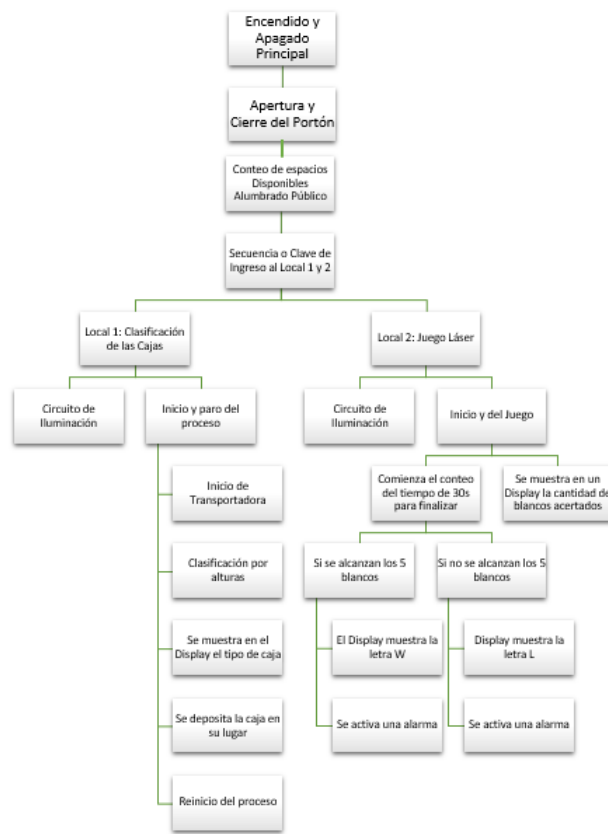 Encendido y
Apagado
Principal
Apertura y
Cierre del Portón
Conteo de espacios
Disponibles
Alumbrado Público
Secuencia o Clave de
Ingreso al Local 1 y 2
Local 1: Clasificación
de las Cajas
Local 2: Juego Láser
Circuito de
Iluminación
Inicio y paro del
proceso
Circuito de
Iluminación
Inicio y del Juego
Inicio de
Transportadora
Comienza el conteo
del tiempo de 30s
para finalizar
Se muestra en un
Display la cantidad de
blancos acertados
Clasificación por
alturas
Si se alcanzan los 5
blancos
Si no se alcanzan los 5
blancos
Se muestra en el
Display el tipo de caja
El Display muestra la
letra W
Display muestra la
letra L
Se deposita la caja en
su lugar
Se activa una alarma
Se activa una alarma
Reinicio del proceso